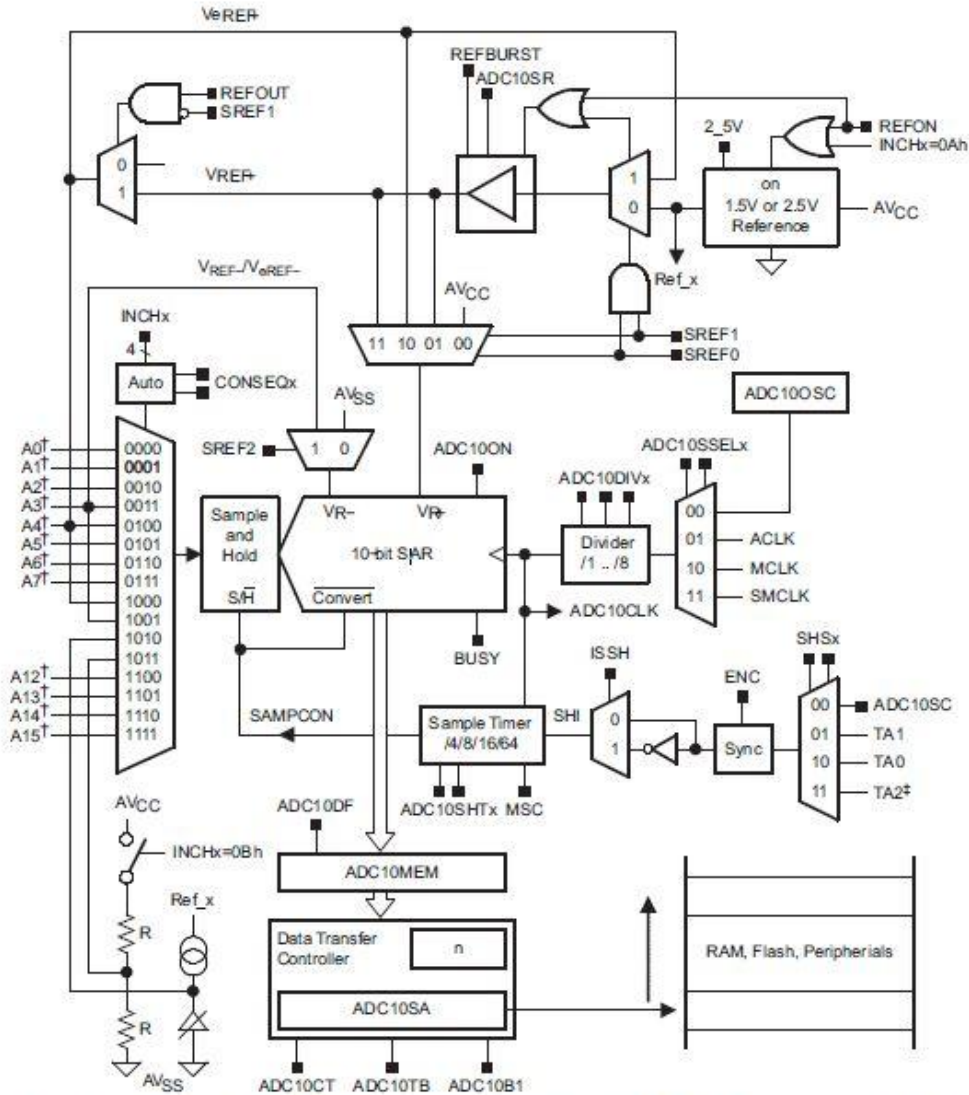 VeREF+
REFBURST
ADC10SR
REFOUT
SREF1
2_5V
REFON
INCHx=0Ah
0
1
VREF+
1
0
on
1.5V or 2.5V
Reference
AVCC
Ref_x
VREF–/VeREF–
AVCC
INCHx
4
11 10 01 00
SREF1
SREF0
Auto
CONSEQx
AVSS
ADC10OSC
SREF2
1 0
ADC10ON
ADC10SSELx
ADC10DIVx
A0† 0000
A1† 0001
A2† 0010
A3† 0011
A4† 0100
A5† 0101
A6† 0110
A7† 0111
1000
1001
1010
1011
A12† 1100
A13† 1101
A14† 1110
A15† 1111
Sample
and
Hold
S/H
VR–
VR+
10-bit SAR
Convert
Divider
/1 .. /8
00
01 ACLK
10 MCLK
11 SMCLK
ADC10CLK
BUSY
ISSH
ENC
SHSx
SAMPCON
Sample Timer
/4/8/16/64
SHI
0
1
Sync
00 ADC10SC
01 TA1
10 TA0
11 TA2‡
ADC10SHTx MSC
ADC10DF
AVCC
INCHx=0Bh
ADC10MEM
Ref_x
R
Data Transfer
Controller
n
RAM, Flash, Peripherials
ADC10SA
R
AVSS
ADC10CT ADC10TB ADC10B1